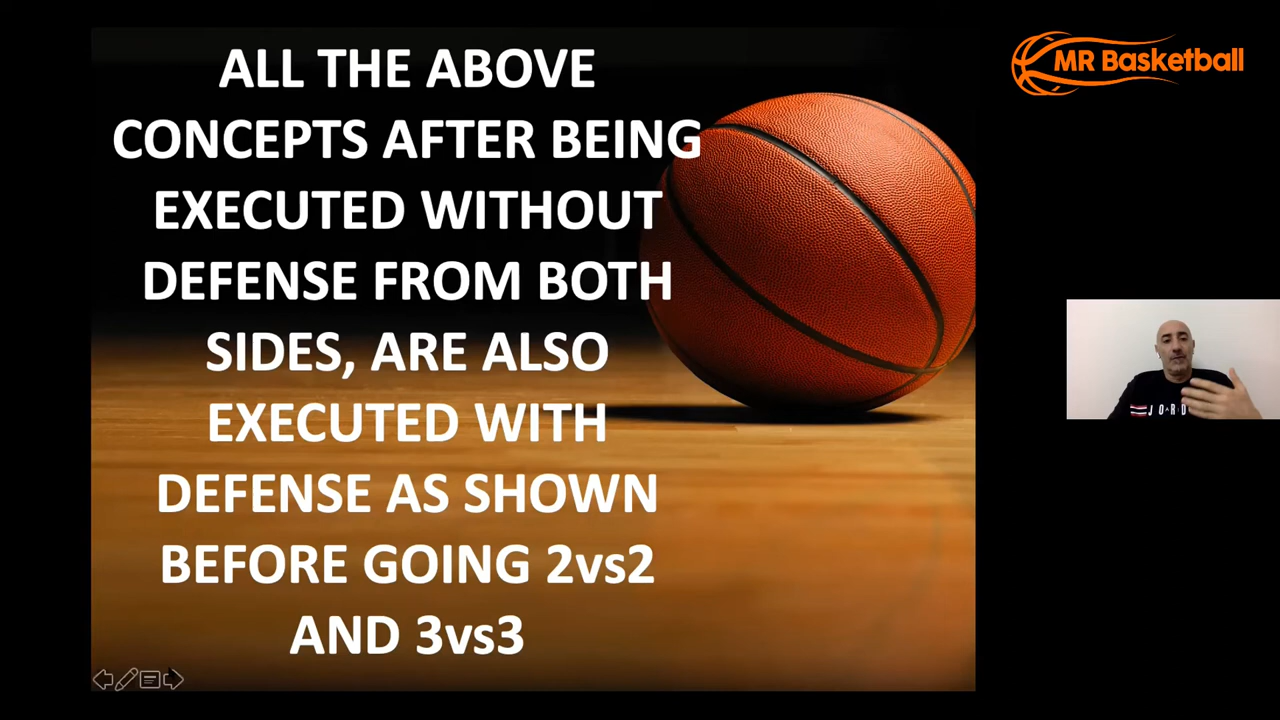 ALL THE ABOVE
CONCEPTS AFTER BEING
EXECUTED WITHOUT
DEFENSE FROM BOTH
SIDES, ARE ALSO
EXECUTED WITH
DEFENSE AS SHOWN
BEFORE GOING 2vs2
AND 3vs3
MR Basketball
JORD